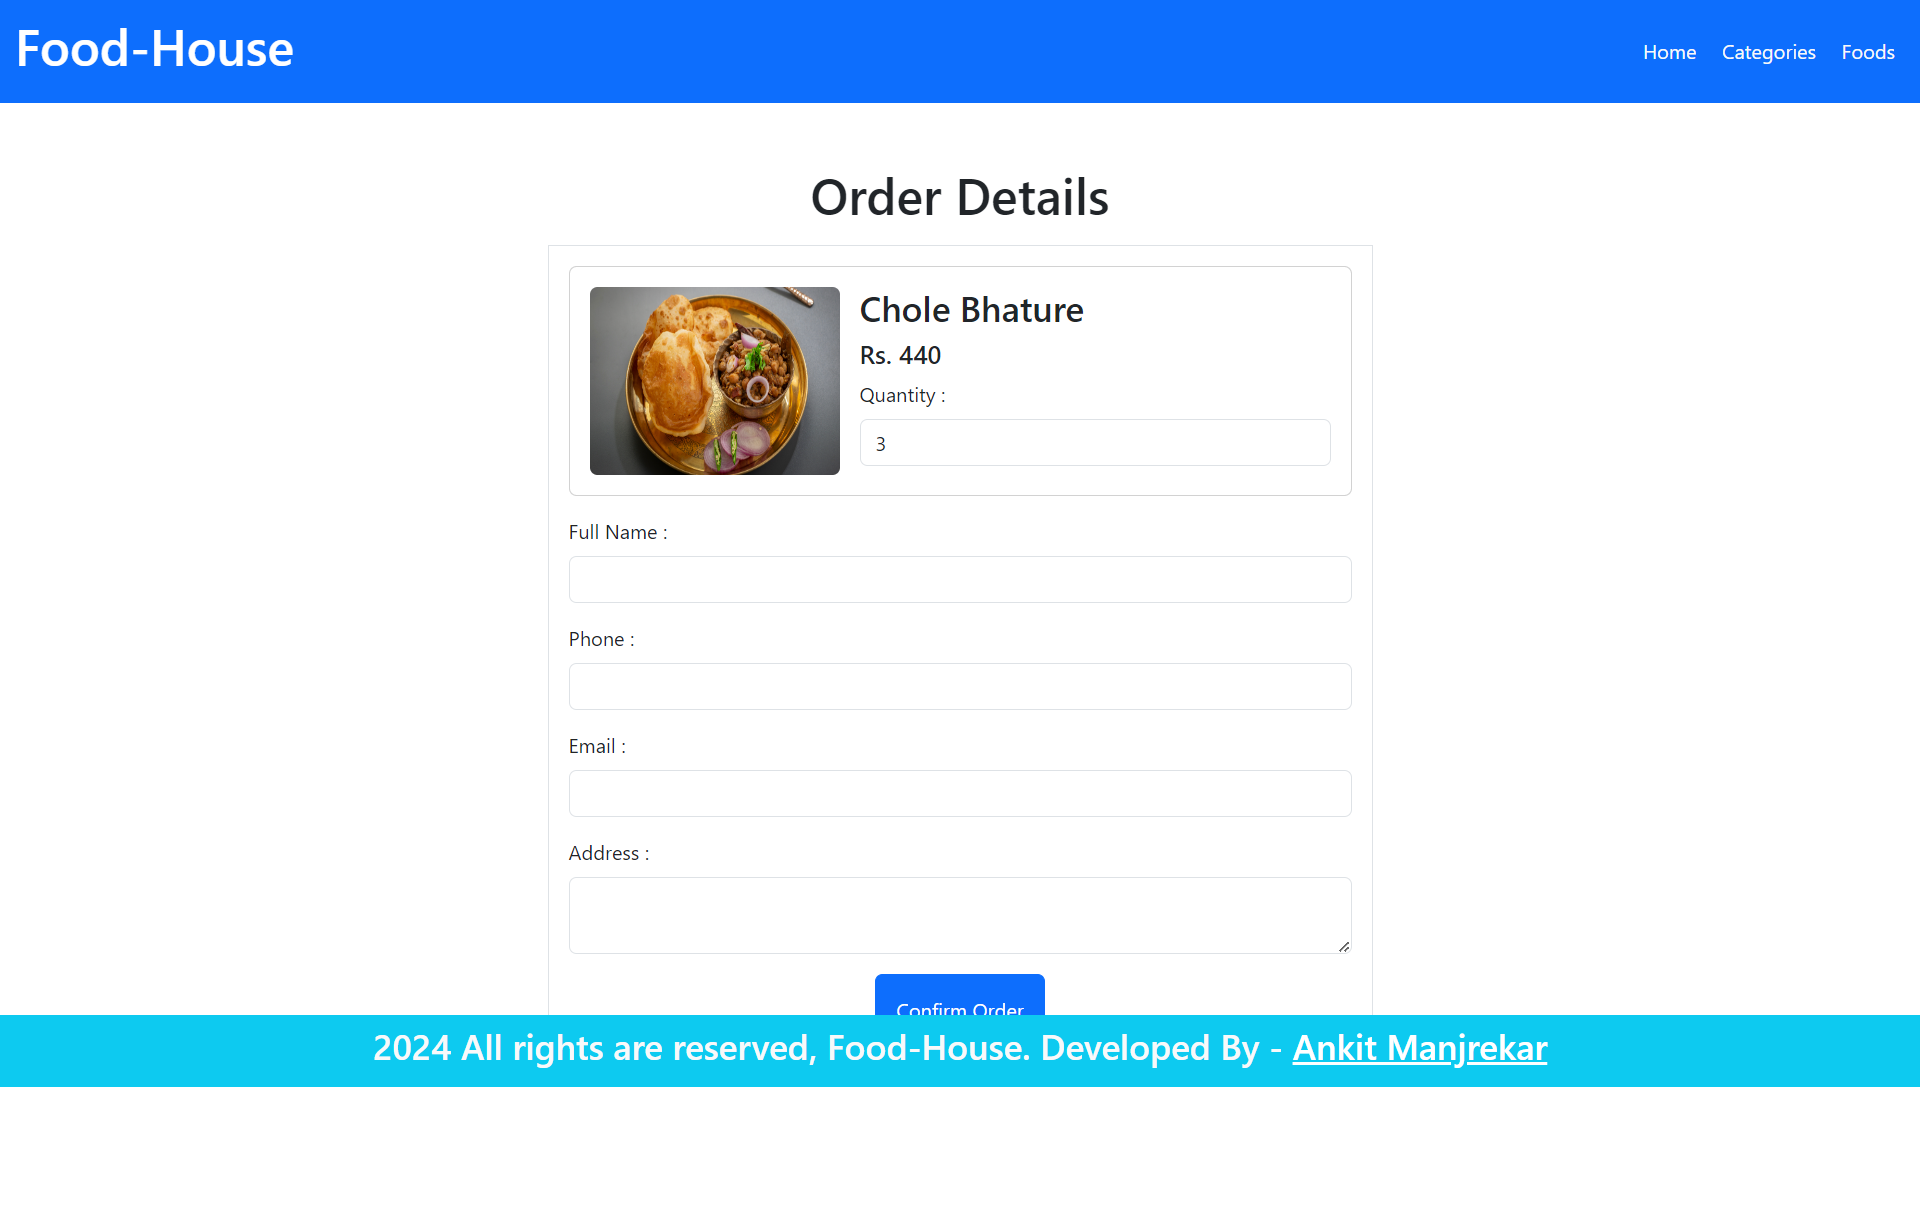 Food-House
Home Categories Foods
Order Details
Chole Bhature
Rs. 440
Quantity :
3
Full Name :
Phone :
Email :
Address :
Confirm Order
2024 All rights are reserved, Food-House. Developed By - Ankit Manjrekar